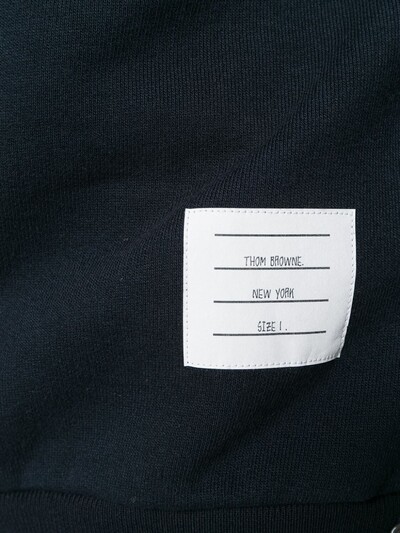 THOM BROWNE.
NEW YORK
SIZE 1.